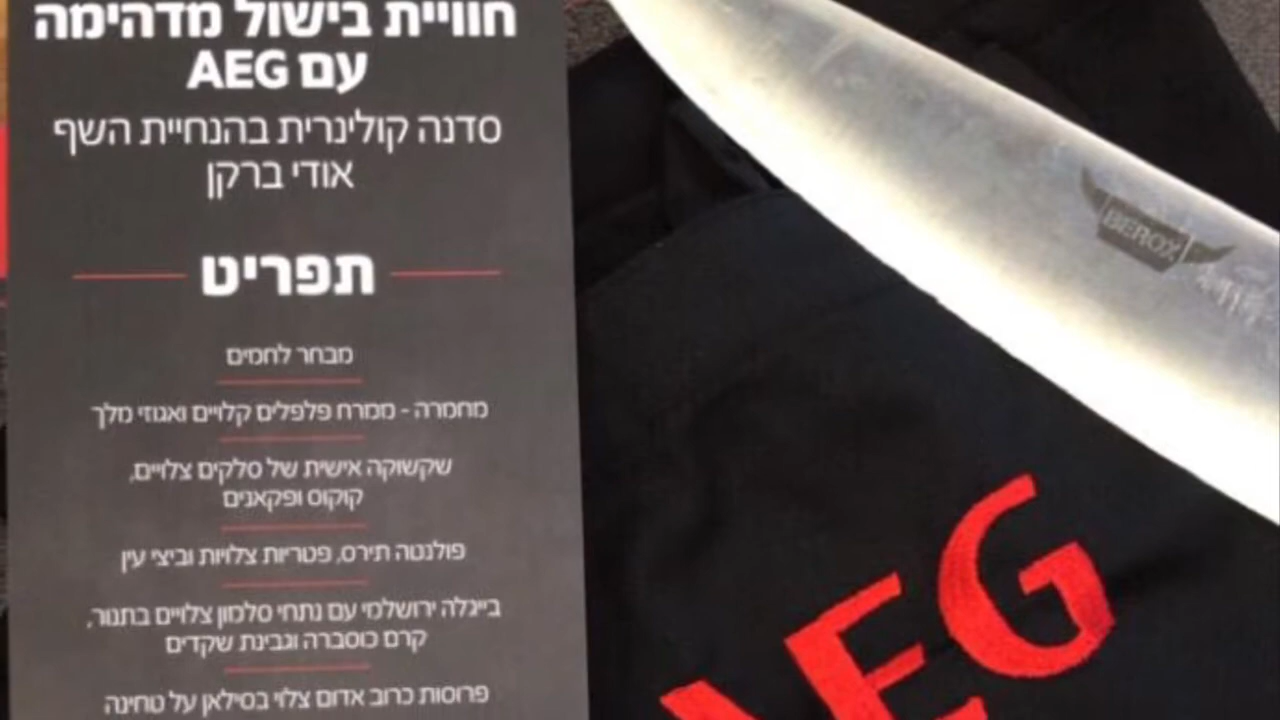 חוויית בישול מדהימה
עם AEG
סדנה קולינרית בהנחיית השף
אודי ברקן
תפריט
מבחר לחמים
מחמרה - ממרח פלפלים קלויים ואגוזי מלך
שקשוקה אישית של סלקים צלויים,
קוקוס ופקאנים
פולנטה תירס, פטריות צלויות וביצי עין
בייגלה ירושלמי עם נתחי סלמון צלויים בתנור,
קרם כוסברה וגבינת שקדים
פרוסות כרוב אדום צלוי בסילאן על טחינה
BEROX
AEG